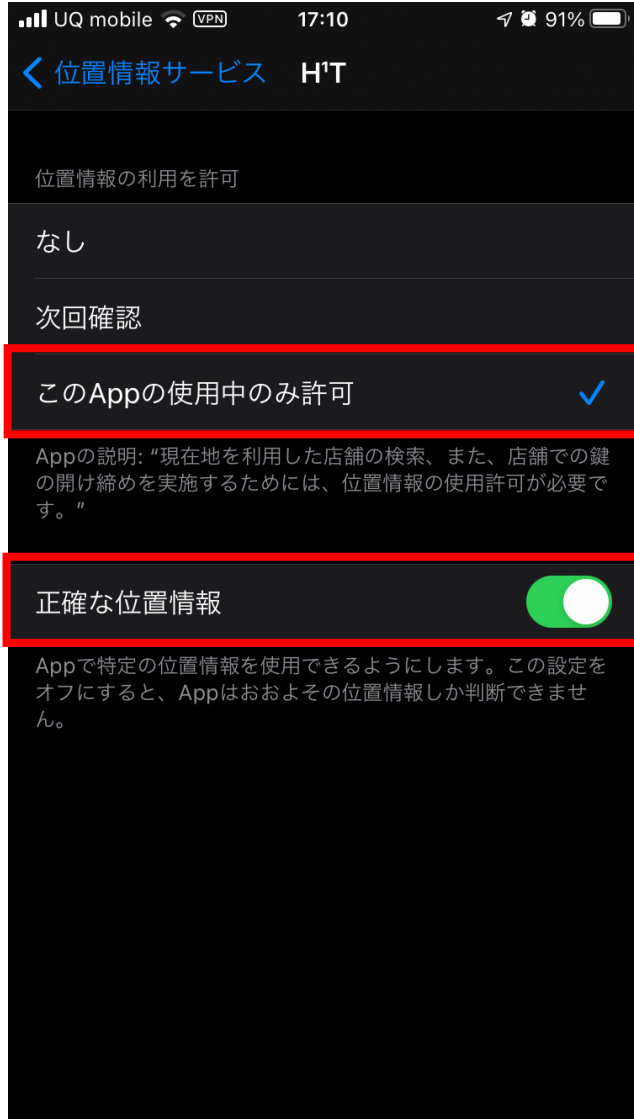 UQ mobile VPN 17:10 91%
位置情報サービス H¹T
位置情報の利用を許可
なし
次回確認
このAppの使用中のみ許可
Appの説明: “現在地を利用した店舗の検索、また、店舗での鍵
の開け締めを実施するためには、位置情報の使用許可が必要で
す。”
正確な位置情報
Appで特定の位置情報を使用できるようにします。この設定を
オフにすると、Appはおおよその位置情報しか判断できませ
ん。